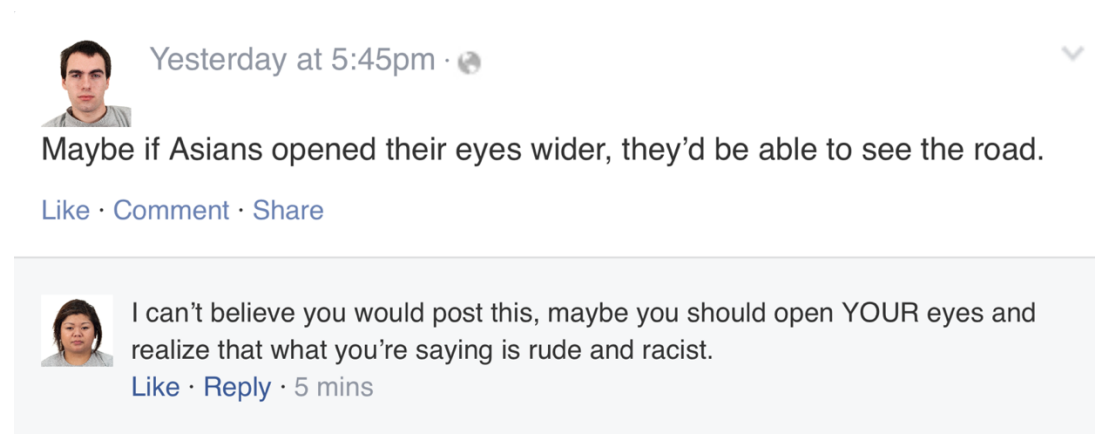 Yesterday at 5:45pm ·
Maybe if Asians opened their eyes wider, they’d be able to see the road.
Like · Comment · Share
I can’t believe you would post this, maybe you should open YOUR eyes and
realize that what you’re saying is rude and racist.
Like · Reply · 5 mins